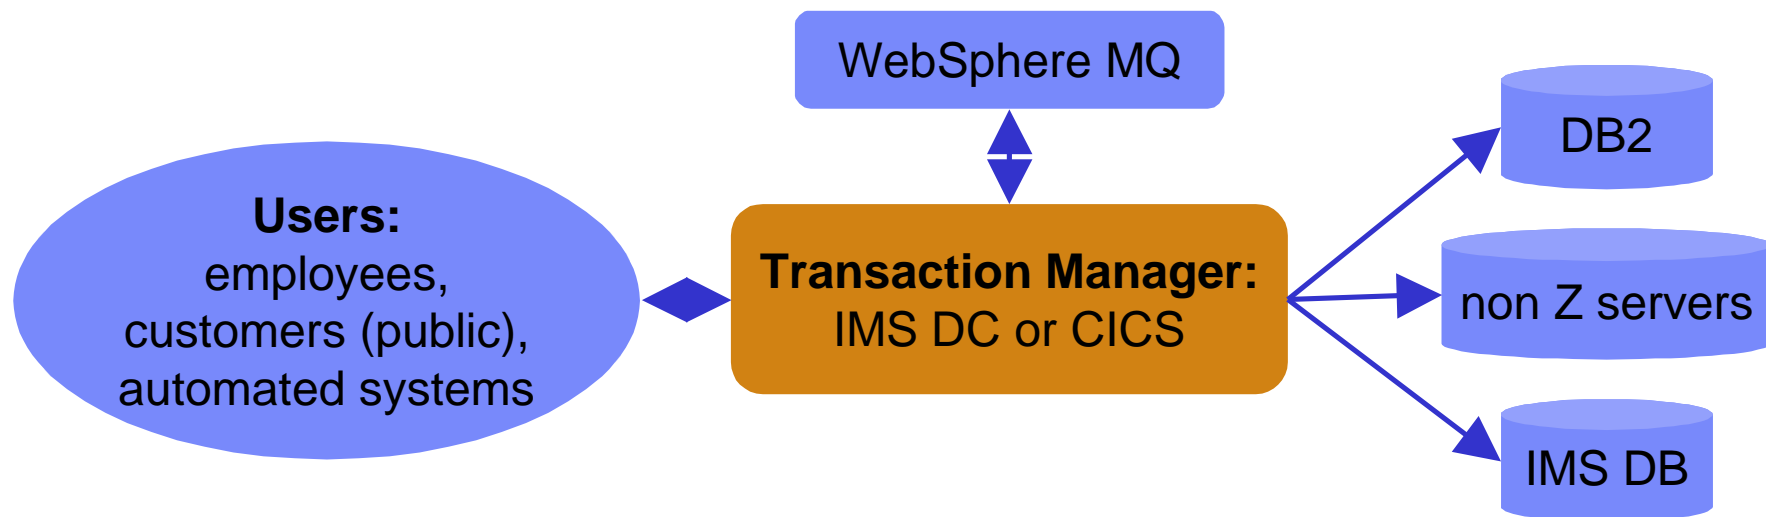 WebSphere MQ
Users:
employees,
customers (public),
automated systems
Transaction Manager:
IMS DC or CICS
DB2
non Z servers
IMS DB